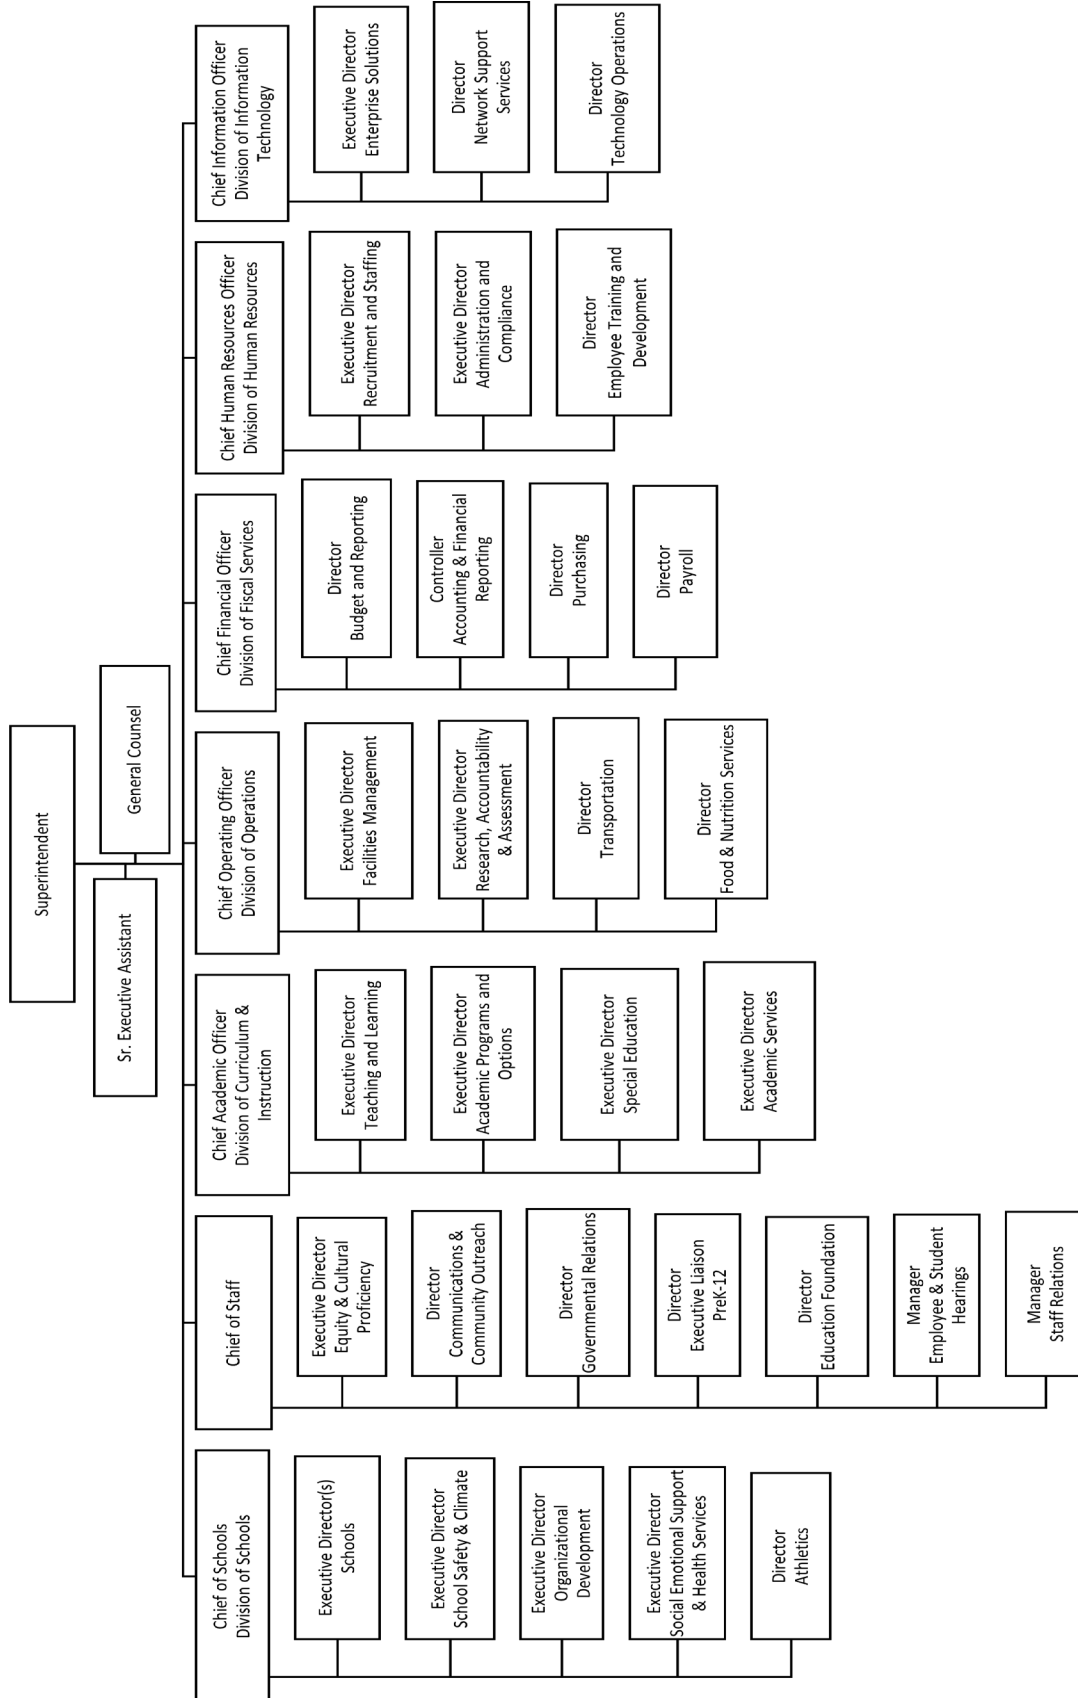 Superintendent
Sr. Executive Assistant
General Counsel
Chief of Schools
Division of Schools
Executive Director(s)
Schools
Executive Director
School Safety & Climate
Executive Director
Organizational
Development
Executive Director
Social Emotional Support
& Health Services
Director
Athletics
Chief of Staff
Executive Director
Equity & Cultural
Proficiency
Director
Communications &
Community Outreach
Director
Governmental Relations
Director
Executive Liaison
PreK-12
Director
Education Foundation
Manager
Employee & Student
Hearings
Manager
Staff Relations
Chief Academic Officer
Division of Curriculum &
Instruction
Executive Director
Teaching and Learning
Executive Director
Academic Programs and
Options
Executive Director
Special Education
Executive Director
Academic Services
Chief Operating Officer
Division of Operations
Executive Director
Facilities Management
Executive Director
Research, Accountability
& Assessment
Director
Transportation
Director
Food & Nutrition Services
Chief Financial Officer
Division of Fiscal Services
Director
Budget and Reporting
Controller
Accounting & Financial
Reporting
Director
Purchasing
Director
Payroll
Chief Human Resources Officer
Division of Human Resources
Executive Director
Recruitment and Staffing
Executive Director
Administration and
Compliance
Director
Employee Training and
Development
Chief Information Officer
Division of Information
Technology
Executive Director
Enterprise Solutions
Director
Network Support
Services
Director
Technology Operations